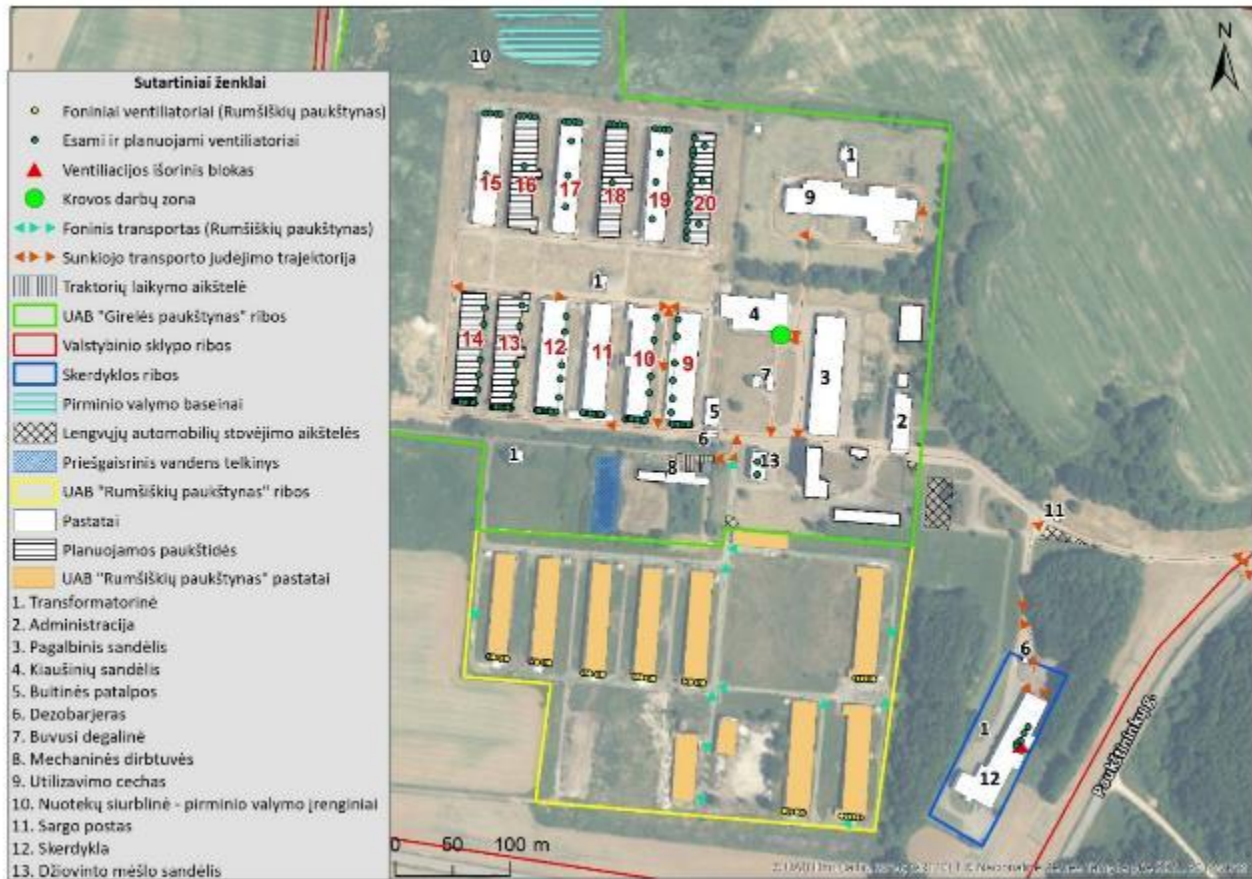 N
Sutartiniai ženklai
Foniniai ventiliatoriai (Rumšiškių paukštynas)
Esami ir planuojami ventiliatoriai
Ventiliacijos išorinis blokas
Krovos darbų zona
Foninis transportas (Rumšiškių paukštynas)
Sunkiojo transporto judėjimo trajektorija
Traktorių laikymo aikštelė
UAB "Girelės paukštynas" ribos
Valstybinio sklypo ribos
Skerdyklos ribos
Pirminio valymo baseinai
Lengvųjų automobilių stovėjimo aikštelės
Priešgaisrinis vandens telkinys
UAB "Rumšiškių paukštynas" ribos
Pastatai
Planuojamos paukštidės
UAB "Rumšiškių paukštynas" pastatai
1. Transformatorinė
2. Administracija
3. Pagalbinis sandėlis
4. Kiaušinių sandėlis
5. Buitinės patalpos
6. Dezobarjeras
7. Buvusi degalinė
8. Mechaninės dirbtuvės
9. Utilizavimo cechas
10. Nuotekų siurblinė - pirminio valymo įrenginiai
11. Sargo postas
12. Skerdykla
13. Džiovinto mėšlo sandėlis
10
1
9
15 16 17 18 19 20
1
4
14 13 12 11 10 9
7
3
5
2
6
1
8
13
11
6
1
12
Paukštininkų g.
0 50 100 m